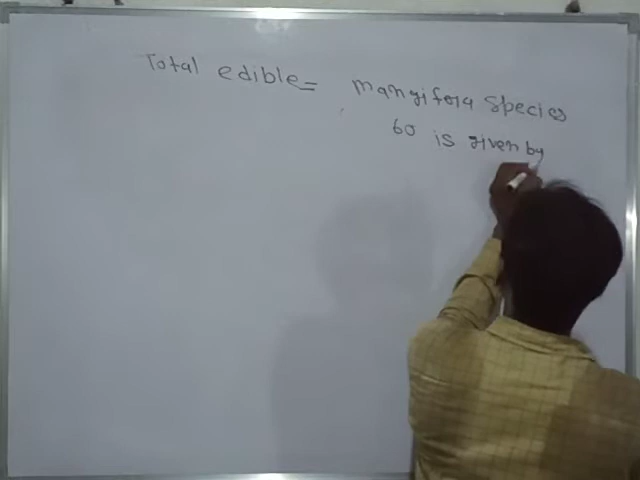 Total edible = mangifera species
60 is given by